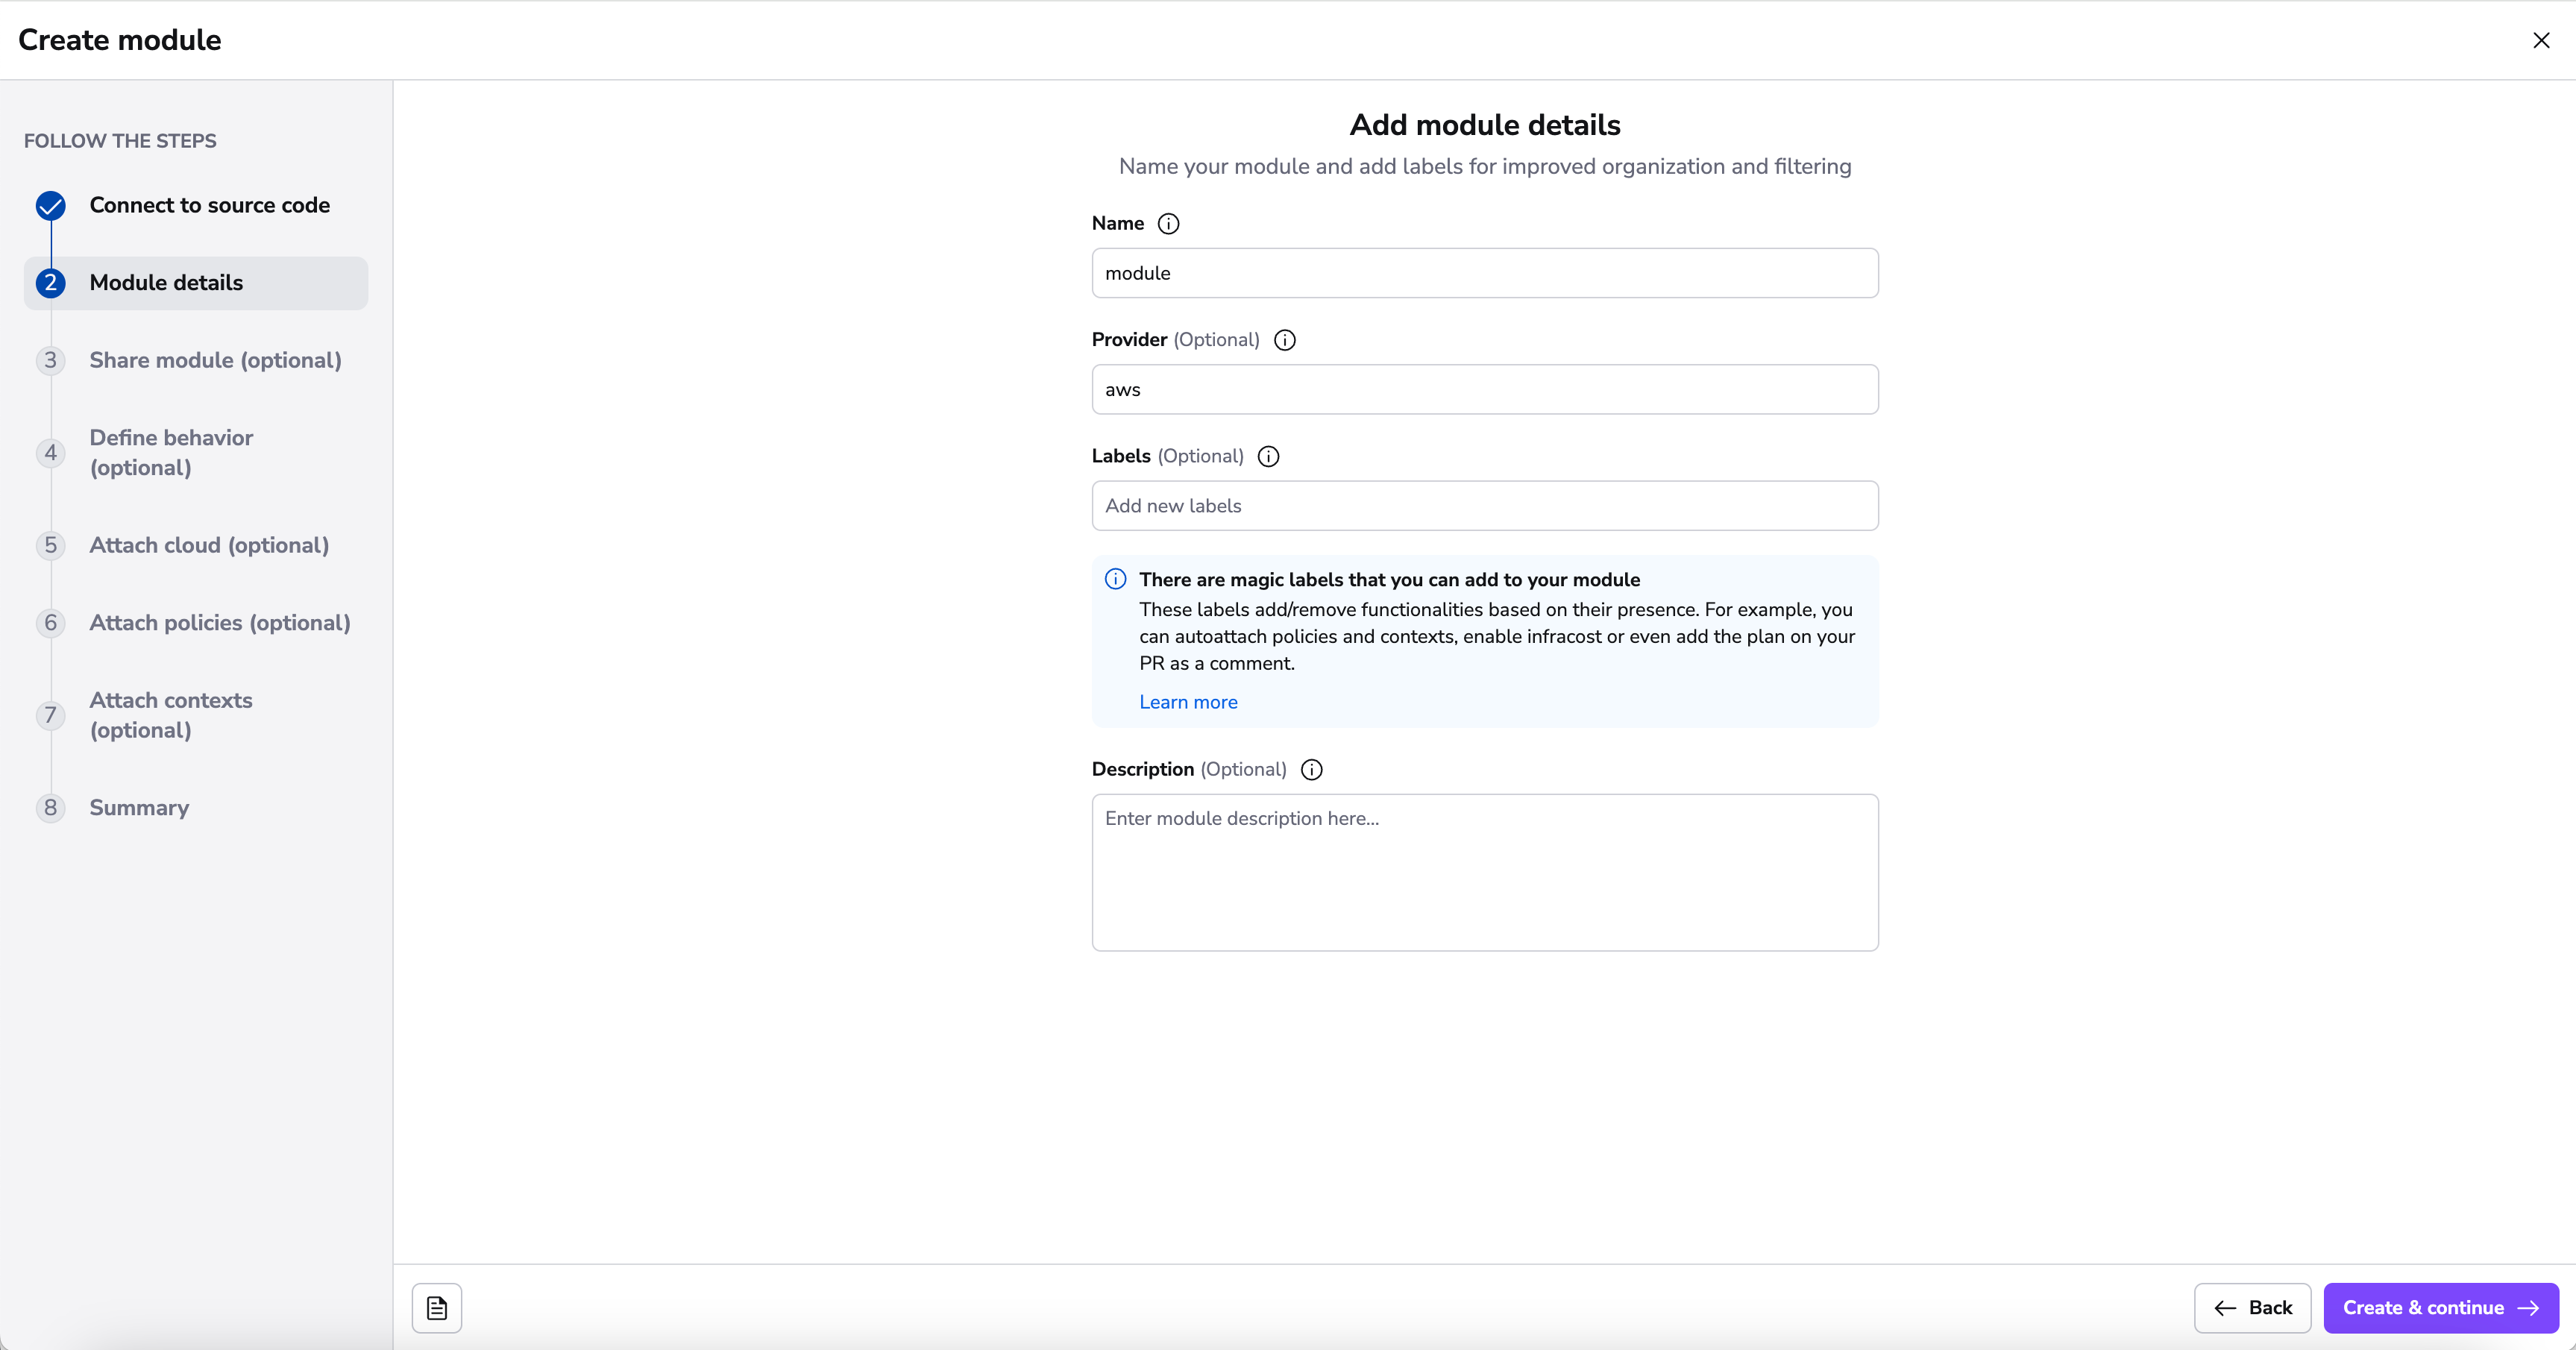 Create module
FOLLOW THE STEPS
Connect to source code
2 Module details
3 Share module (optional)
4 Define behavior
(optional)
5 Attach cloud (optional)
6 Attach policies (optional)
7 Attach contexts
(optional)
8 Summary
Add module details
Name your module and add labels for improved organization and filtering
Name
module
Provider (Optional)
aws
Labels (Optional)
Add new labels
There are magic labels that you can add to your module
These labels add/remove functionalities based on their presence. For example, you
can autoattach policies and contexts, enable infracost or even add the plan on your
PR as a comment.
Learn more
Description (Optional)
Enter module description here...
Back
Create & continue